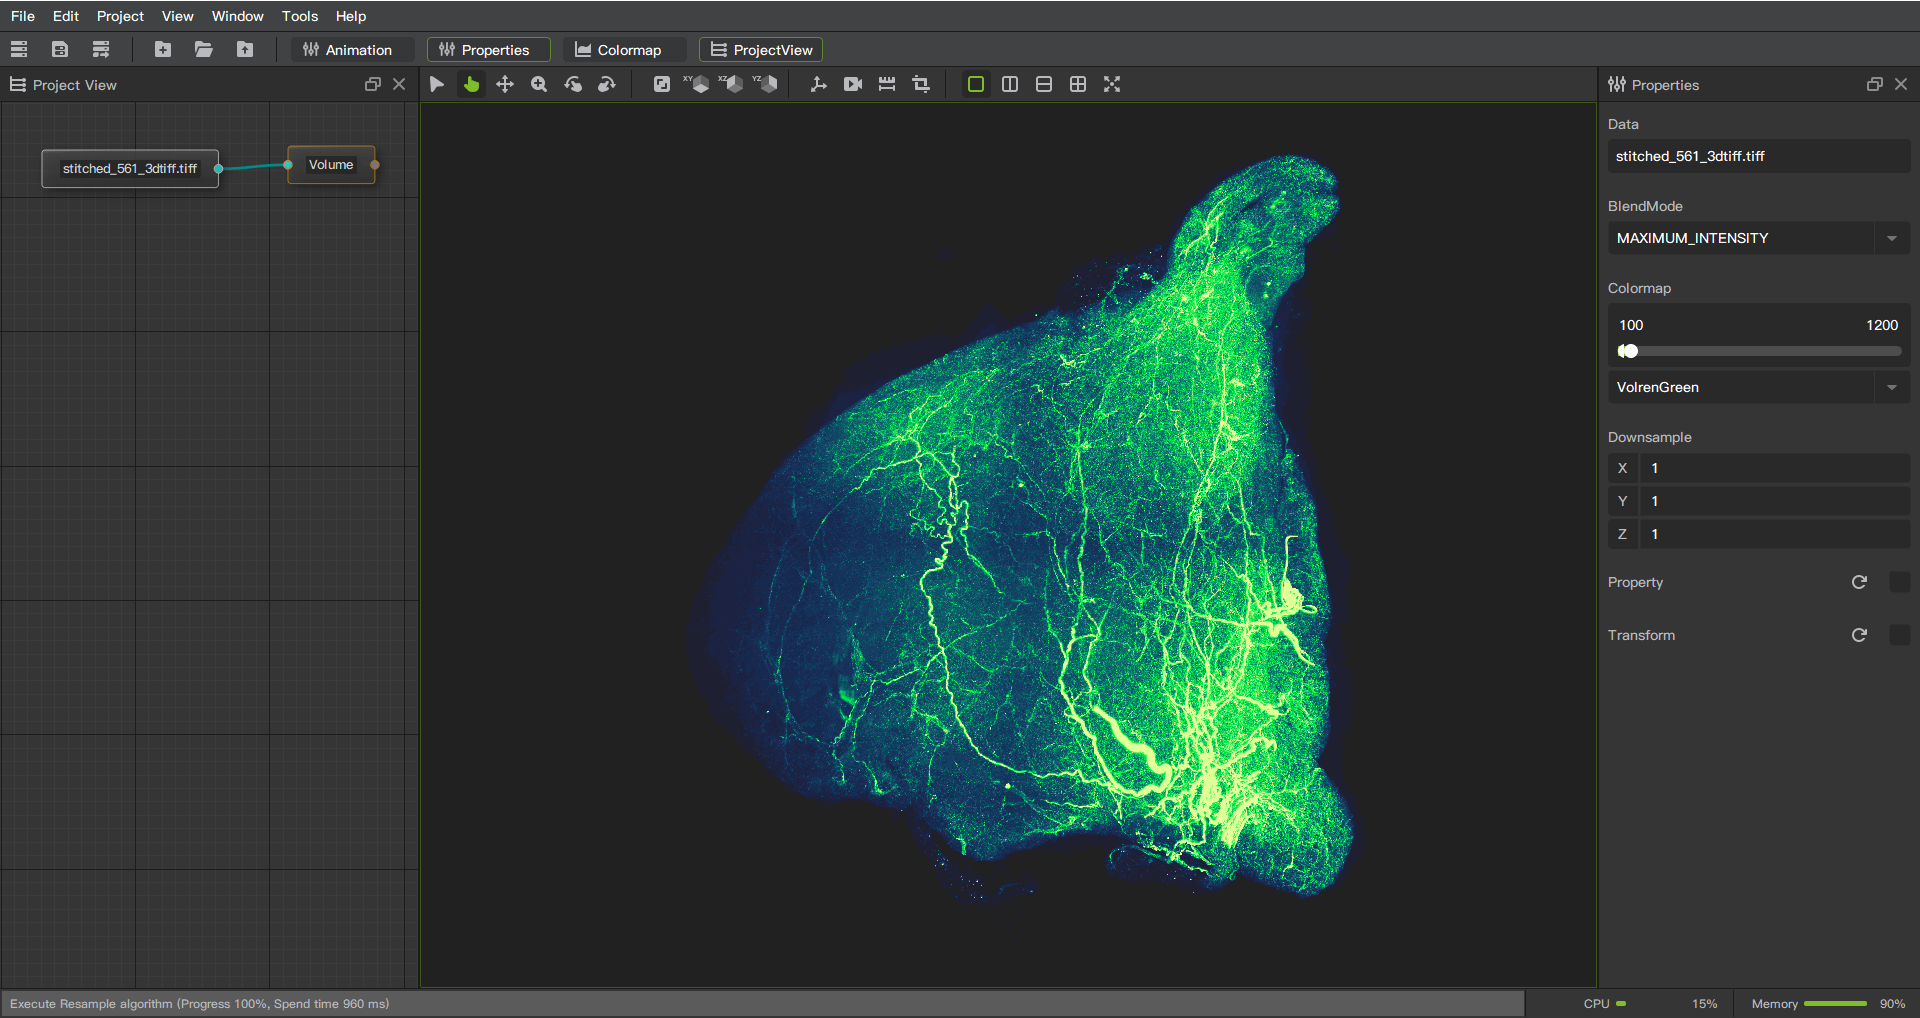 File Edit Project View Window Tools Help
Animation Properties Colormap ProjectView
Project View
XY XZ YZ
Properties
stitched_561_3dtiff.tiff
Volume
Data
stitched_561_3dtiff.tiff
BlendMode
MAXIMUM_INTENSITY
Colormap
100 1200
VolrenGreen
Downsample
X 1
Y 1
Z 1
Property
Transform
Execute Resample algorithm (Progress 100%, Spend time 960 ms)
CPU 15% Memory 90%